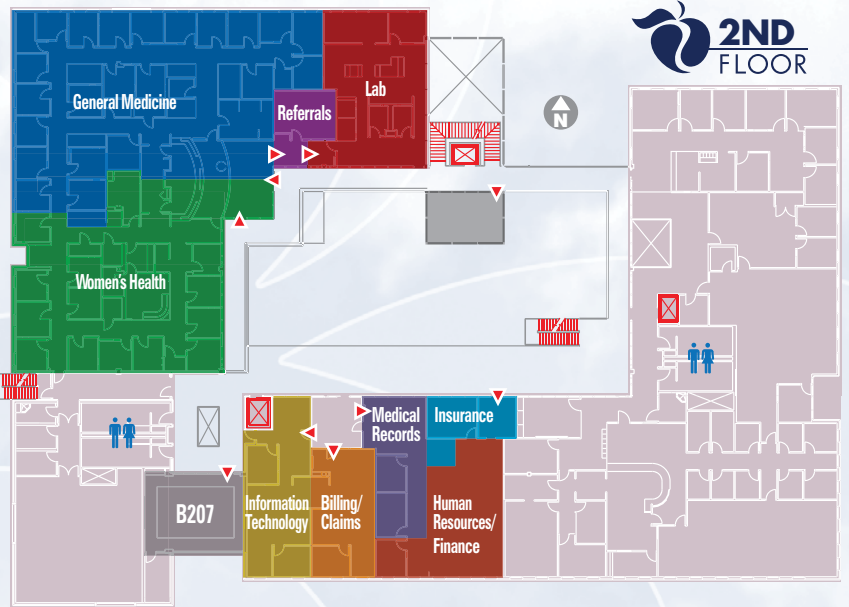 2ND
FLOOR
General Medicine
Lab
Referrals
N
Women's Health
Medical
Records
Insurance
B207
Information
Technology
Billing/
Claims
Human
Resources/
Finance